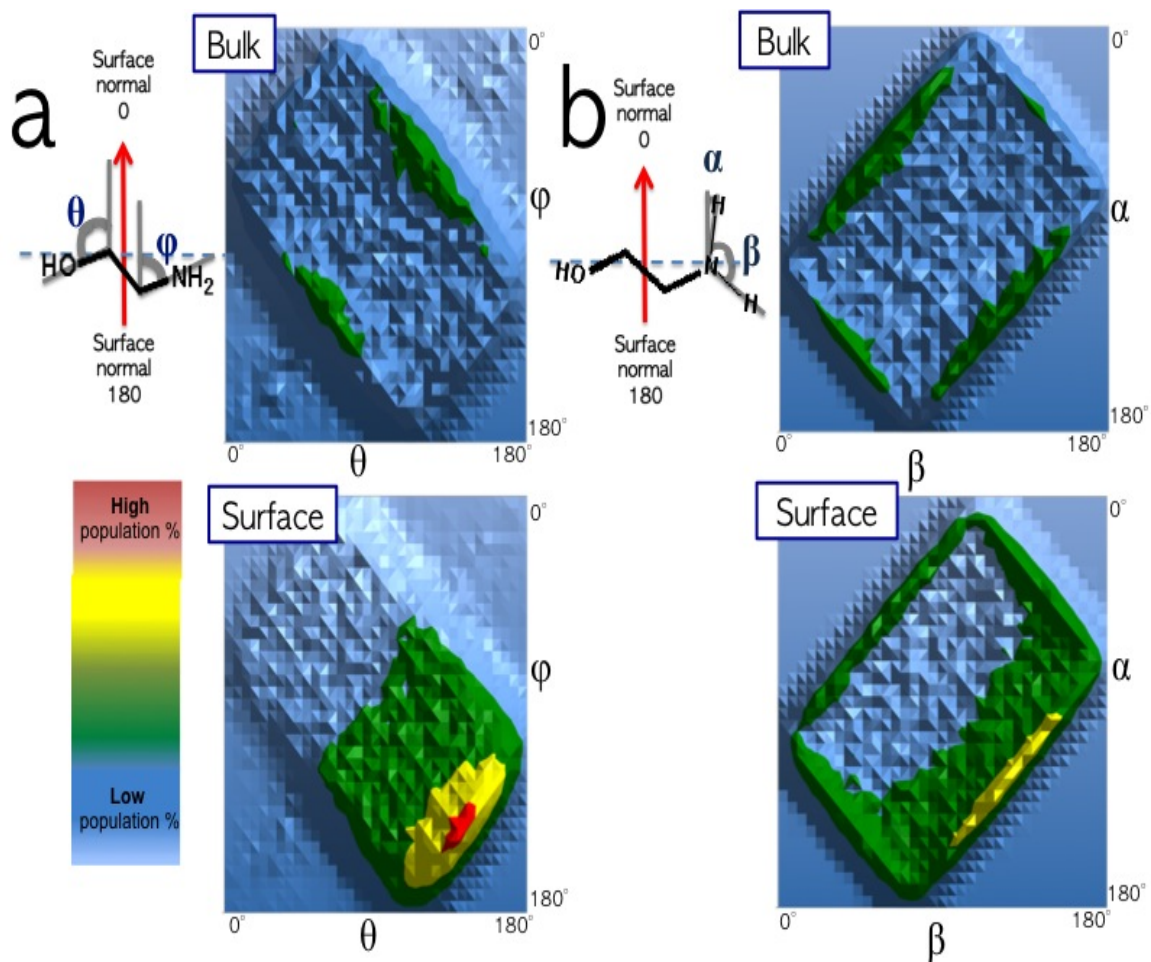 a
Surface
normal
0
θ
φ
HO
NH₂
Surface
normal
180
Bulk
0°
φ
180°
0°
θ
180°
b
Surface
normal
0
α
H
β
HO
N
H
Surface
normal
180
Bulk
0°
α
180°
0°
β
180°
High
population %
Low
population %
Surface
0°
φ
180°
0°
θ
180°
Surface
0°
α
180°
0°
β
180°